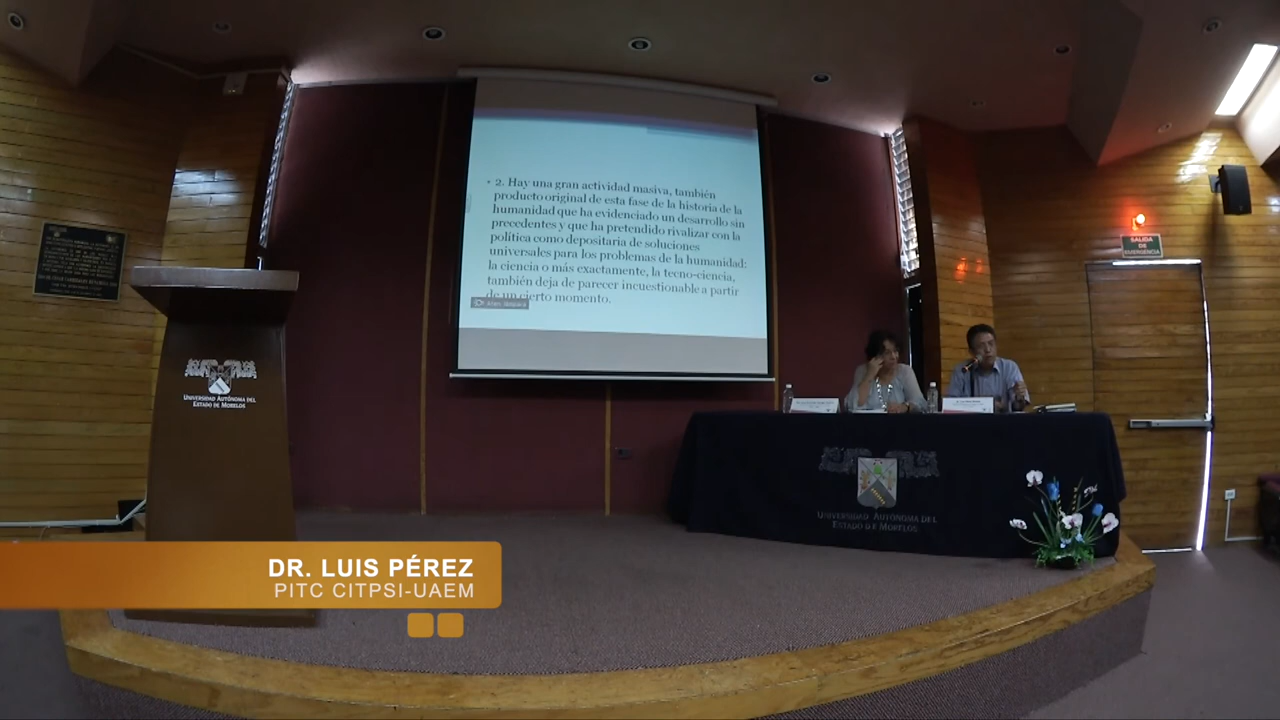 • 2. Hay una gran actividad masiva, también
producto original de esta fase de la historia de la
humanidad que ha evidenciado un desarrollo sin
precedentes y que ha pretendido rivalizar con la
política como depositaria de soluciones
universales para los problemas de la humanidad:
la ciencia o más exactamente, la tecno-ciencia,
también deja de parecer incuestionable a partir
de un cierto momento.
SALIDA
DE
EMERGENCIA
UNIVERSIDAD AUTÓNOMA DEL
ESTADO DE MORELOS
UNIVERSIDAD AUTÓNOMA DEL
ESTADO DE MORELOS
DR. LUIS PÉREZ
PITC CITPSI-UAEM